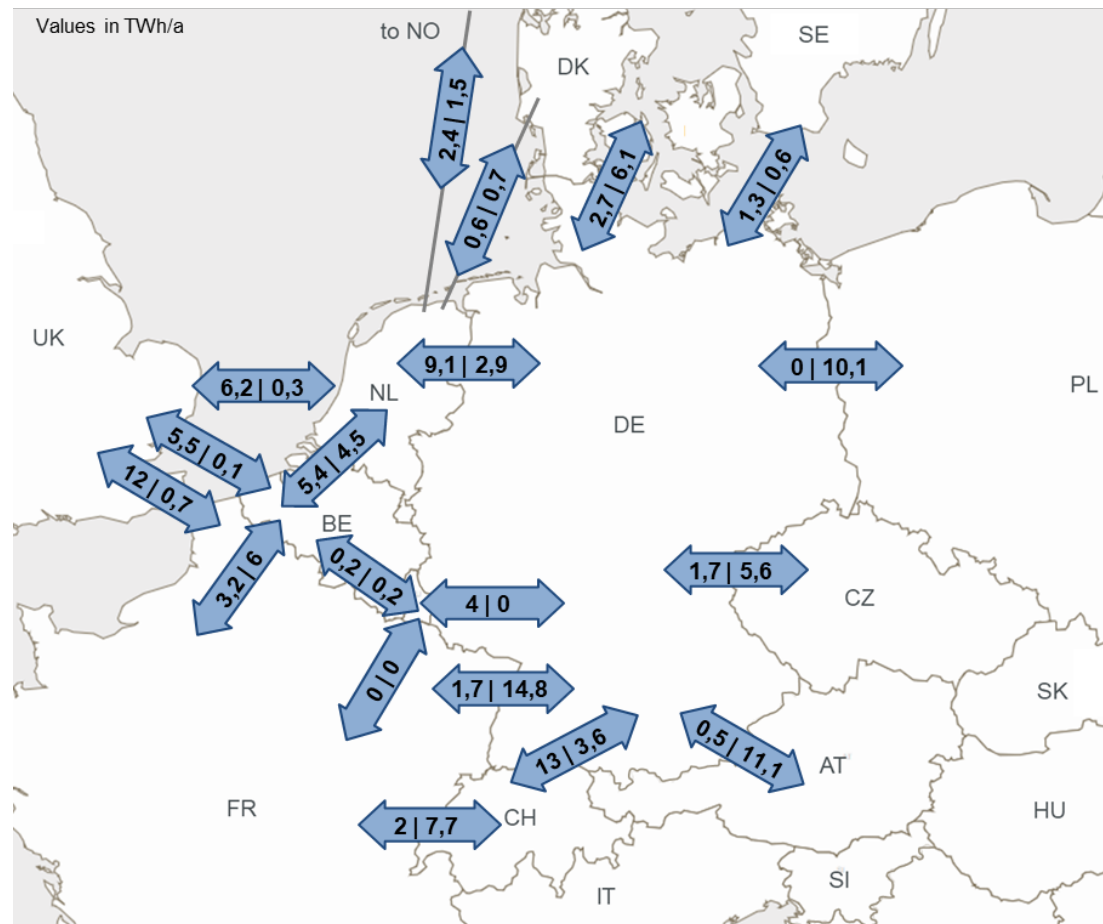 Values in TWh/a
to NO
SE
DK
2,4 | 1,5
0,6 | 0,7
2,7 | 6,1
1,3 | 0,6
UK
9,1 | 2,9
0 | 10,1
6,2 | 0,3
NL
PL
5,5 | 0,1
5,4 | 4,5
DE
12 | 0,7
BE
3,2 | 6
0,2 | 0,2
1,7 | 5,6
CZ
4 | 0
0 | 0
1,7 | 14,8
SK
13 | 3,6
0,5 | 11,1
AT
FR
2 | 7,7
CH
HU
IT
SI